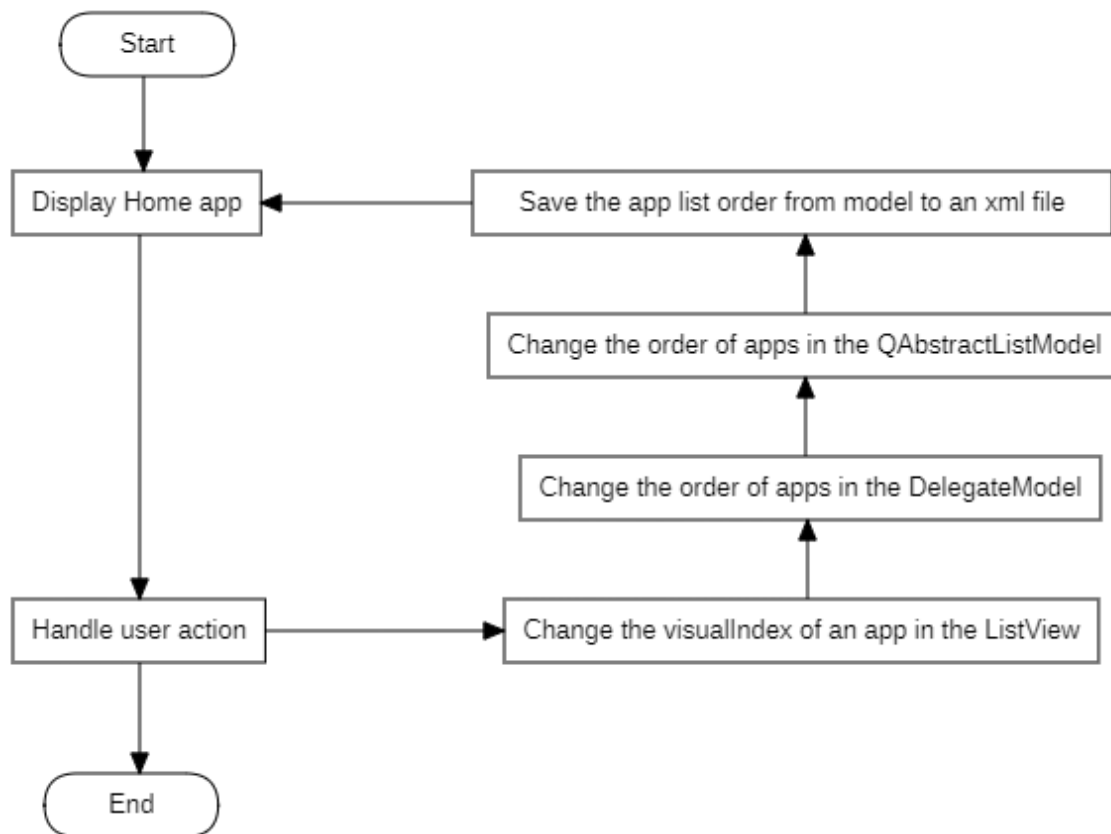 Start
Display Home app
Save the app list order from model to an xml file
Change the order of apps in the QAbstractListModel
Change the order of apps in the DelegateModel
Handle user action
Change the visualIndex of an app in the ListView
End